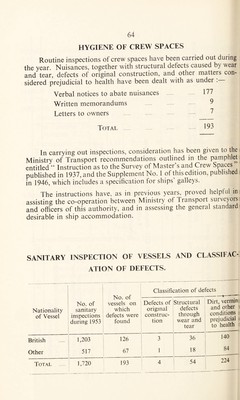 64
HYGIENE OF CREW SPACES
Routine inspections of crew spaces have been carried out during
the year. Nuisances, together with structural defects caused by wear
and tear, defects of original construction, and other matters con-
sidered prejudicial to health have been dealt with as under :—
Verbal notices to abate nuisances 177
Written memorandums 9
Letters to owners 7
TOTAL 193
In carrying out inspections, consideration has been given to the
Ministry of Transport recommendations outlined in the pamphlet
entitled " Instruction as to the Survey of Master's and Crew Spaces "
published in 1937, and the Supplement No. 1 of this edition, published
in 1946, which includes a specification for ships' galleys.
The instructions have, as in previous years, proved helpful in
assisting the co-operation between Ministry of Transport surveyors
and officers of this authority, and in assessing the general standard
desirable in ship accommodation.
SANITARY INSPECTION OF VESSELS AND CLASSIFAC-
ATION OF DEFECTS.
Nationality of Vessel
No. of sanitary inspections during 1953
No. of vessels on which defects were found
Classification of defects
Defects of original construction
Structural defects through wear and tear
Dirt, vermin and other conditions prejudicial to health
British 1,203 126 3 36 140
Other 517 67 1 18 84
TOTAL 1,720 193 4 54 224